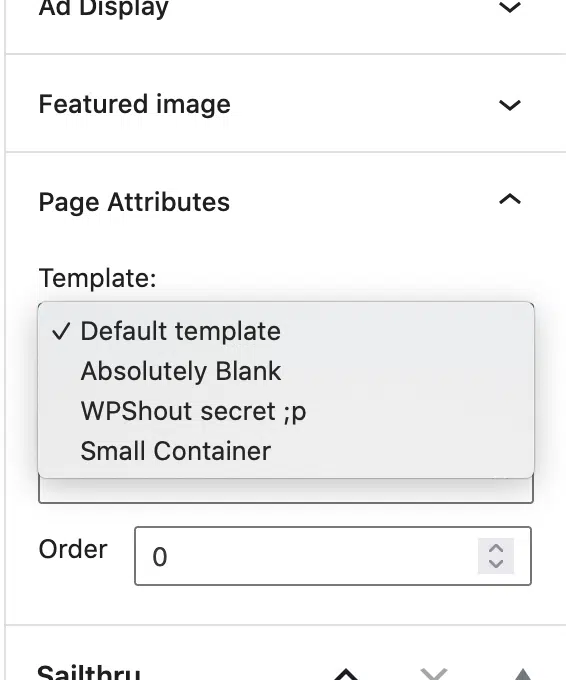 Ad Display
Featured image
Page Attributes
Template:
✓ Default template
Absolutely Blank
WPShout secret ;p
Small Container
Order
0
Sailthru